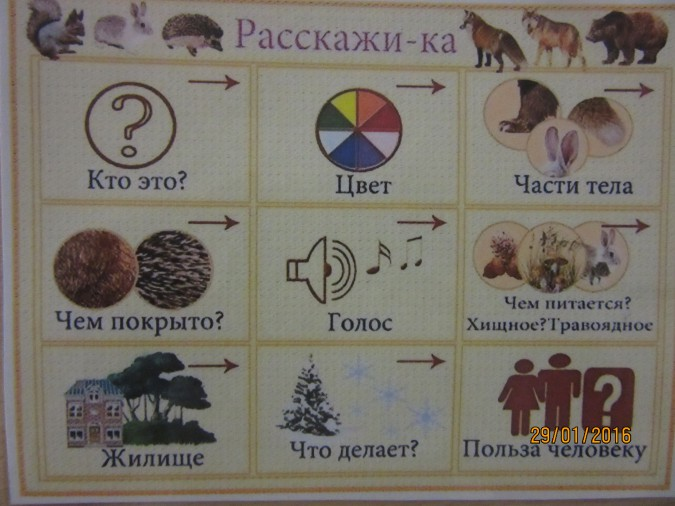 Расскажи-ка
?
Кто это?
Цвет
Части тела
Чем покрыто?
Голос
Чем питается?
Хищное?Травоядное
Жилище
Что делает?
?
Польза человеку
29/01/2016